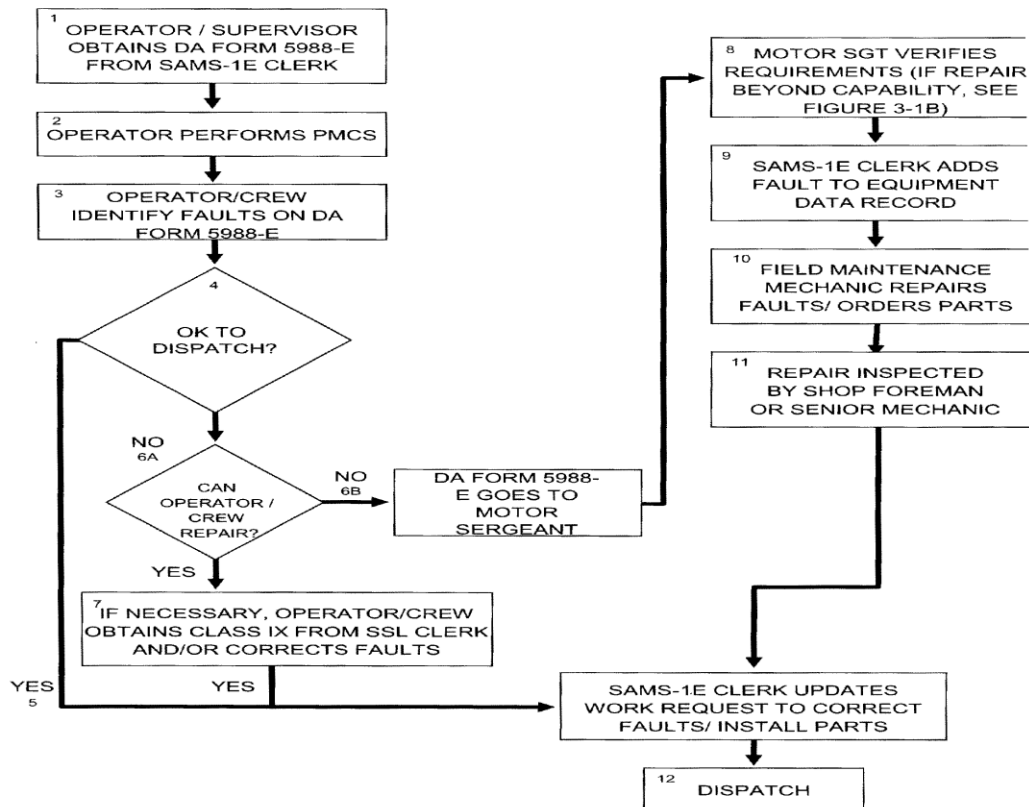 1
OPERATOR / SUPERVISOR
OBTAINS DA FORM 5988-E
FROM SAMS-1E CLERK
2
OPERATOR PERFORMS PMCS
3
OPERATOR/CREW
IDENTIFY FAULTS ON DA
FORM 5988-E
4
OK TO
DISPATCH?
NO
6A
CAN
OPERATOR /
CREW
REPAIR?
NO
6B
DA FORM 5988-
E GOES TO
MOTOR
SERGEANT
YES
7
IF NECESSARY, OPERATOR/CREW
OBTAINS CLASS IX FROM SSL CLERK
AND/OR CORRECTS FAULTS
YES
5
YES
8
MOTOR SGT VERIFIES
REQUIREMENTS (IF REPAIR
BEYOND CAPABILITY, SEE
FIGURE 3-1B)
9
SAMS-1E CLERK ADDS
FAULT TO EQUIPMENT
DATA RECORD
10
FIELD MAINTENANCE
MECHANIC REPAIRS
FAULTS/ ORDERS PARTS
11
REPAIR INSPECTED
BY SHOP FOREMAN
OR SENIOR MECHANIC
SAMS-1E CLERK UPDATES
WORK REQUEST TO CORRECT
FAULTS/ INSTALL PARTS
12
DISPATCH